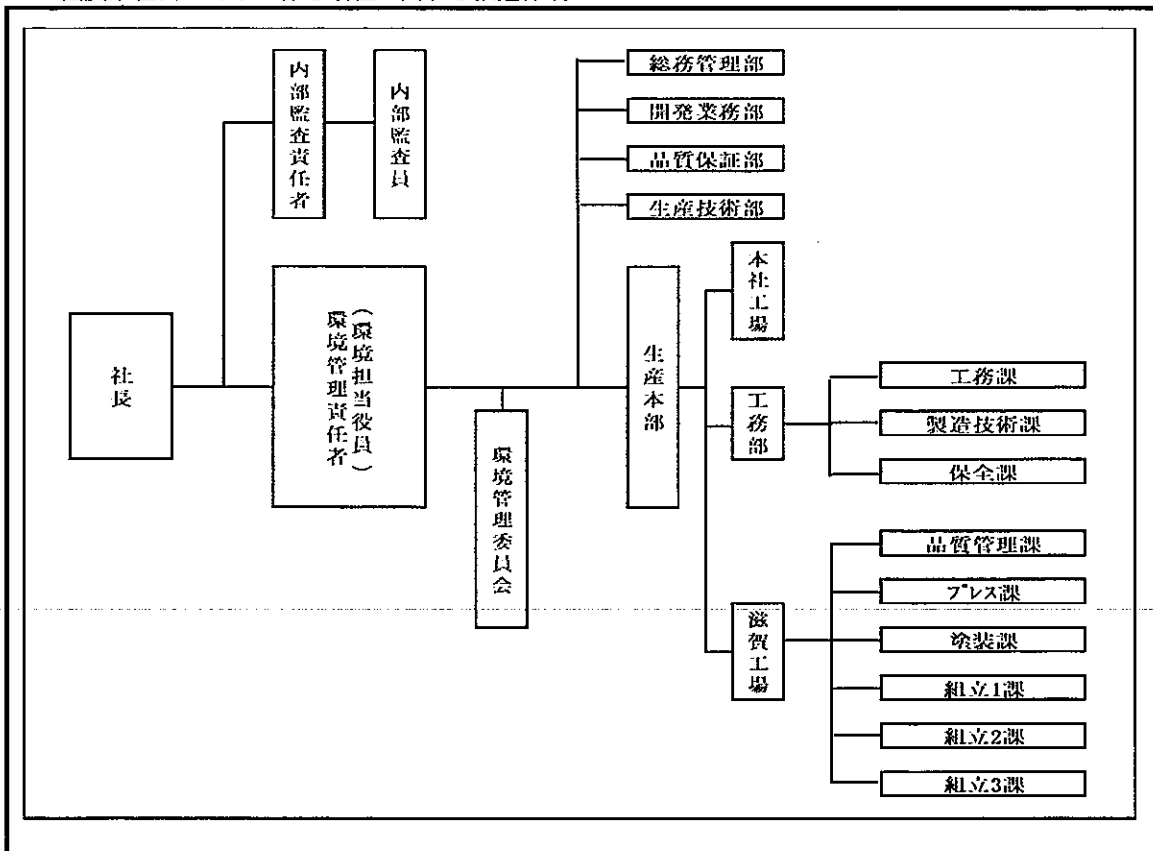 内部監査責任者
内部監査員
総務管理部
開発業務部
品質保証部
生産技術部
社長
環境管理責任者
（環境担当役員）
環境管理委員会
生産本部
本社工場
工務部
滋賀工場
工務課
製造技術課
保全課
品質管理課
プレス課
塗装課
組立1課
組立2課
組立3課